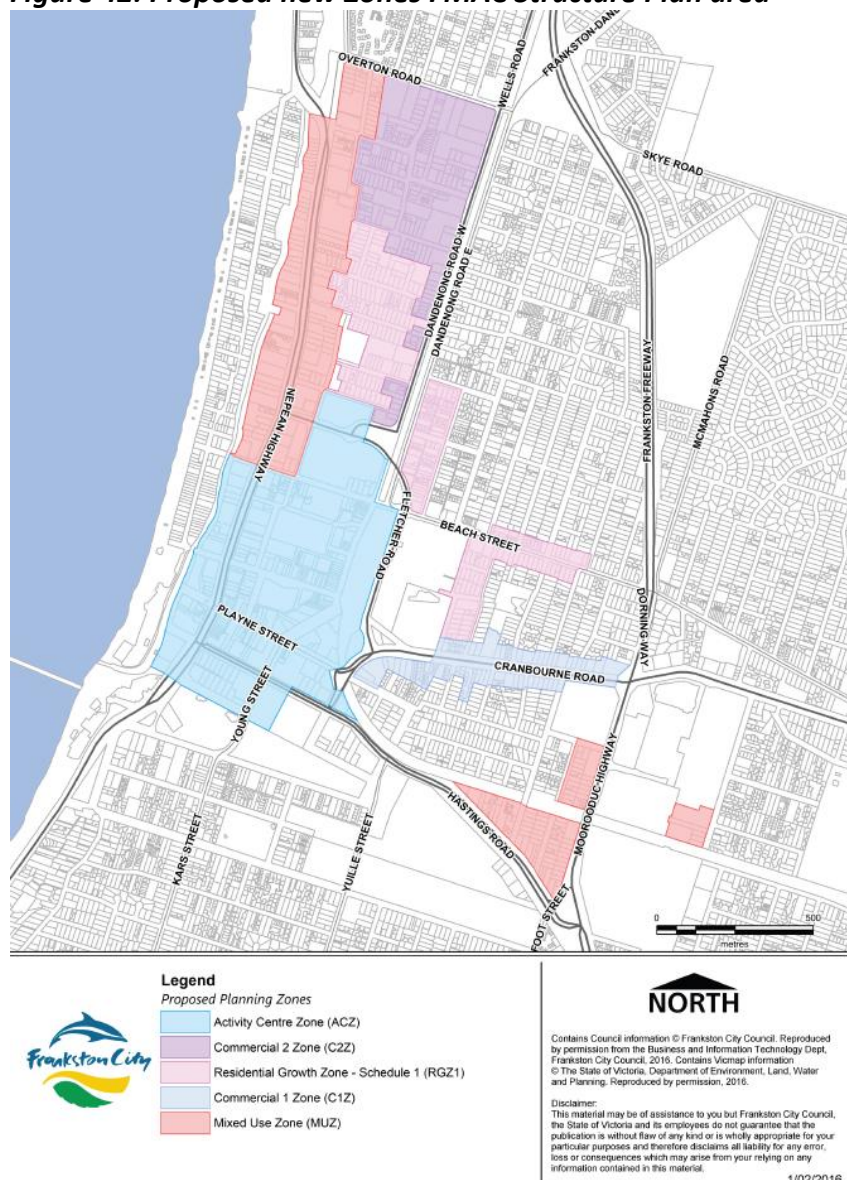 Figure 42: Proposed new zones FMAC Structure Plan area
OVERTON ROAD
WELLS ROAD
FRANKSTON-DAND
SKYE ROAD
DANDENONG ROAD W
DANDENONG ROAD E
FRANKSTON FREEWAY
MCMAHONS ROAD
NEPEAN HIGHWAY
FLETCHER ROAD
BEACH STREET
DORNING WAY
PLAYNE STREET
CRANBOURNE ROAD
YOUNG STREET
MOOROODUC HIGHWAY
HASTINGS ROAD
KARS STREET
YUILLE STREET
FOOT STREET
0 500
metres
Legend
Proposed Planning Zones
Activity Centre Zone (ACZ)
Commercial 2 Zone (C2Z)
Residential Growth Zone - Schedule 1 (RGZ1)
Commercial 1 Zone (C1Z)
Mixed Use Zone (MUZ)
Frankston City
NORTH
Contains Council information © Frankston City Council. Reproduced
by permission from the Business and Information Technology Dept,
Frankston City Council, 2016. Contains Vicmap information
© The State of Victoria, Department of Environment, Land, Water
and Planning. Reproduced by permission, 2016.
Disclaimer:
This material may be of assistance to you but Frankston City Council,
the State of Victoria and its employees do not guarantee that the
publication is without flaw of any kind or is wholly appropriate for your
particular purposes and therefore disclaims all liability for any error,
loss or consequences which may arise from your relying on any
information contained in this material.
1/02/2016